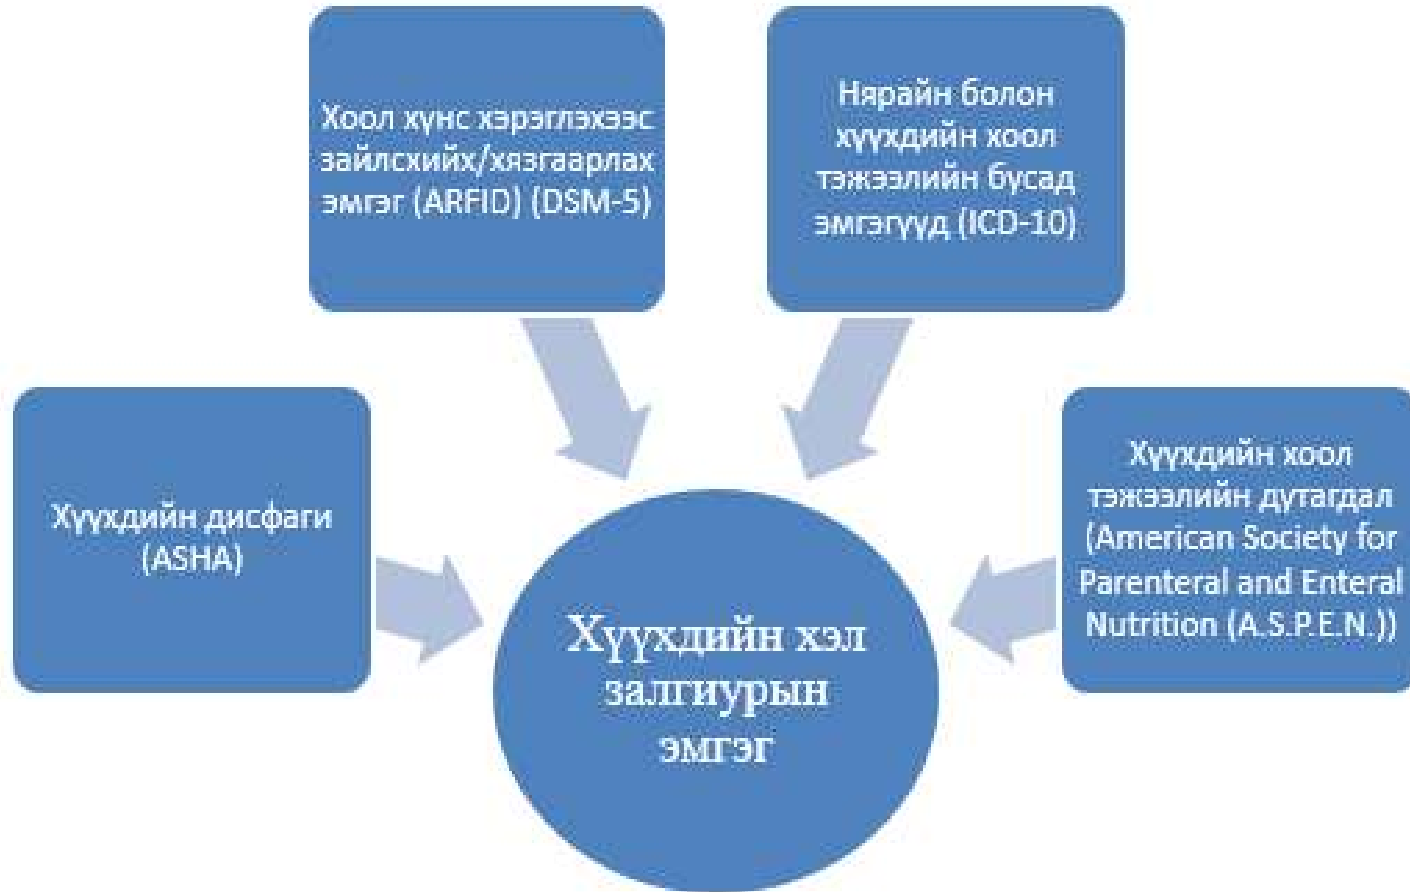 Хоол хүнс хэрэглэхээс
зайлсхийх/хязгаарлах
эмгэг (ARFID) (DSM-5)
Нярайн болон
хүүхдийн хоол
тэжээлийн бусад
эмгэгүүд (ICD-10)
Хүүхдийн дисфаги
(ASHA)
Хүүхдийн хоол
тэжээлийн дутагдал
(American Society for
Parenteral and Enteral
Nutrition (A.S.P.E.N.))
Хүүхдийн хэл
залгиурын
эмгэг